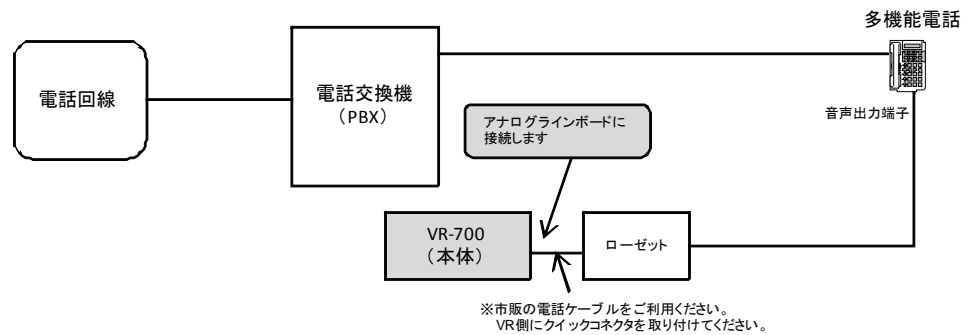 多機能電話
電話回線
電話交換機
（PBX）
音声出力端子
アナログラインボードに
接続します
VR-700
（本体）
ローゼット
※市販の電話ケーブルをご利用ください。
VR側にクイックコネクタを取り付けてください。